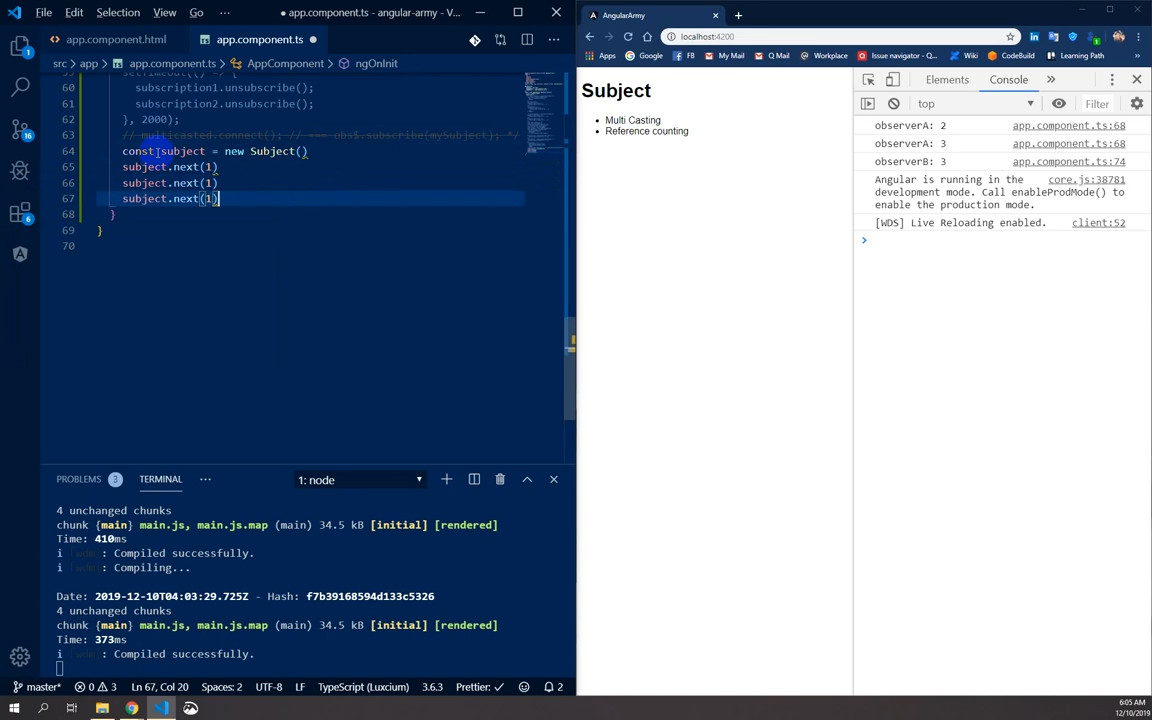 File Edit Selection View Go ··· ● app.component.ts - angular-army - V...
app.component.html app.component.ts
src > app > app.component.ts > AppComponent > ngOnInit
59 setTimeout(() => {
60 subscription1.unsubscribe();
61 subscription2.unsubscribe();
62 }, 2000);
63 // multicasted.connect(); // === obs$.subscribe(mySubject); */
64 const subject = new Subject()
65 subject.next(1)
66 subject.next(1)
67 subject.next(1)
68 }
69 }
70
PROBLEMS 3 TERMINAL ··· 1: node
4 unchanged chunks
chunk {main} main.js, main.js.map (main) 34.5 kB [initial] [rendered]
Time: 410ms
i 「wdm」: Compiled successfully.
i 「wdm」: Compiling...
Date: 2019-12-10T04:03:29.725Z - Hash: f7b39168594d133c5326
4 unchanged chunks
chunk {main} main.js, main.js.map (main) 34.5 kB [initial] [rendered]
Time: 373ms
i 「wdm」: Compiled successfully.
1
16
6
master* 0 3 Ln 67, Col 20 Spaces: 2 UTF-8 LF TypeScript (Luxcium) 3.6.3 Prettier: ✓ 2
AngularArmy
localhost:4200
Apps Google FB My Mail Q Mail Workplace Issue navigator - Q... Wiki CodeBuild Learning Path »
Subject
• Multi Casting
• Reference counting
Elements Console »
top Filter
observerA: 2 app.component.ts:68
observerA: 3 app.component.ts:68
observerB: 3 app.component.ts:74
Angular is running in the core.js:38781
development mode. Call enableProdMode() to
enable the production mode.
[WDS] Live Reloading enabled. client:52
>
6:05 AM
12/10/2019